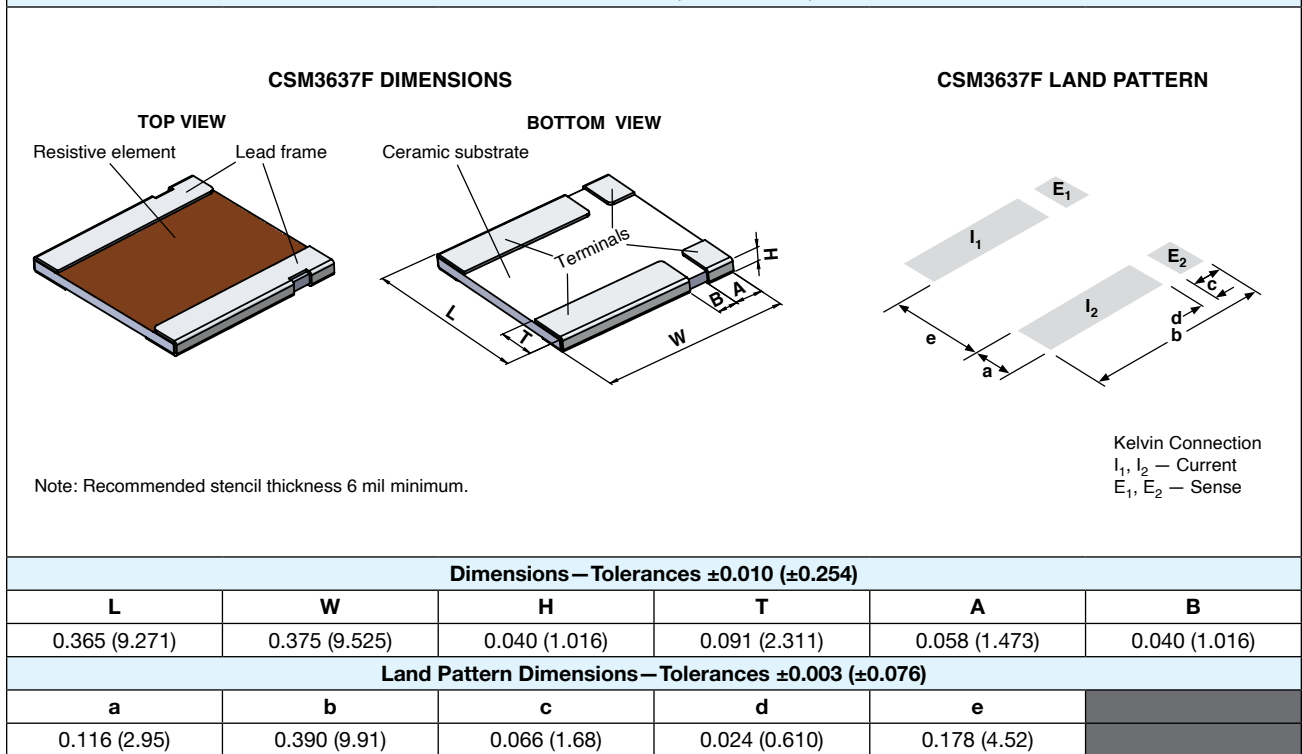 CSM3637F DIMENSIONS
CSM3637F LAND PATTERN
TOP VIEW
BOTTOM VIEW
Resistive element
Lead frame
Ceramic substrate
Terminals
H
A
B
L
T
W
E1
I1
E2
I2
c
d
b
e
a
Kelvin Connection
I1, I2 — Current
E1, E2 — Sense
Note: Recommended stencil thickness 6 mil minimum.
Dimensions—Tolerances ±0.010 (±0.254)
L W H T A B
0.365 (9.271) 0.375 (9.525) 0.040 (1.016) 0.091 (2.311) 0.058 (1.473) 0.040 (1.016)
Land Pattern Dimensions—Tolerances ±0.003 (±0.076)
a b c d e
0.116 (2.95) 0.390 (9.91) 0.066 (1.68) 0.024 (0.610) 0.178 (4.52)